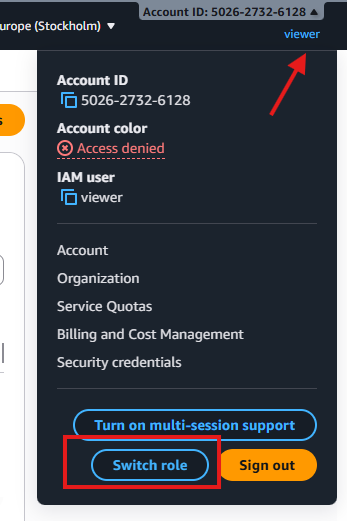 urope (Stockholm) ▼
Account ID: 5026-2732-6128 ▲
viewer
s
Account ID
5026-2732-6128
Account color
Access denied
IAM user
viewer
Account
Organization
Service Quotas
Billing and Cost Management
Security credentials
Turn on multi-session support
Switch role
Sign out